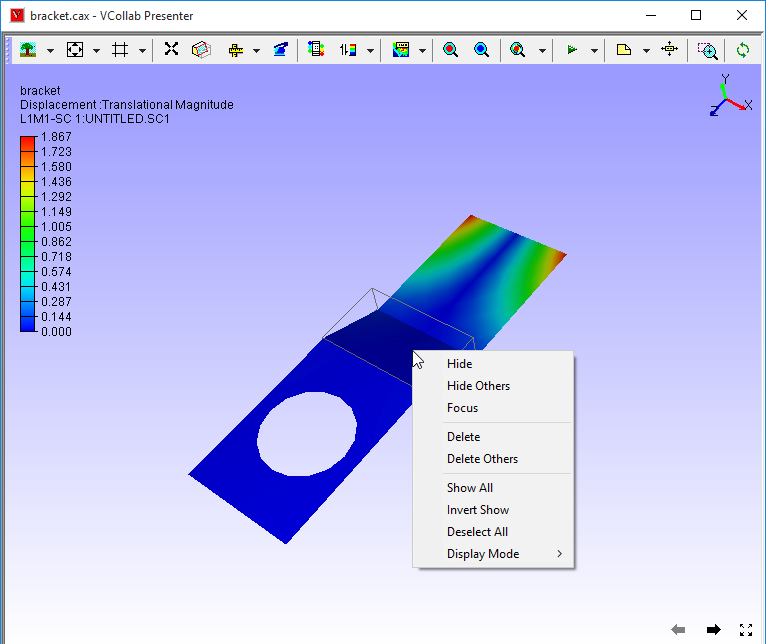 bracket.cax - VCollab Presenter
bracket
Displacement :Translational Magnitude
L1M1-SC 1:UNTITLED.SC1
1.867
1.723
1.580
1.436
1.292
1.149
1.005
0.862
0.718
0.574
0.431
0.287
0.144
0.000
Y
X
Z
Hide
Hide Others
Focus
Delete
Delete Others
Show All
Invert Show
Deselect All
Display Mode